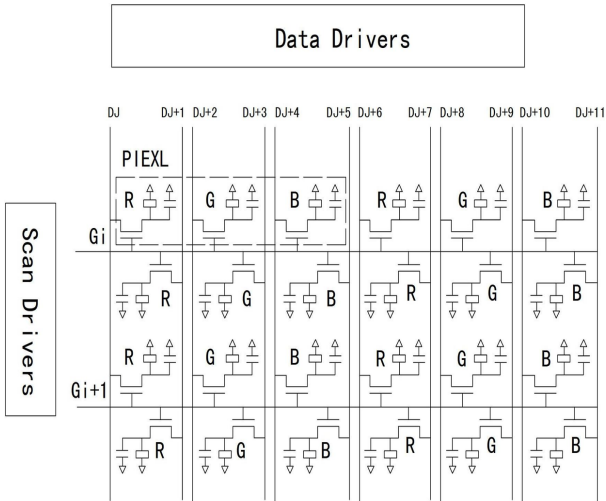 Data Drivers
DJ DJ+1 DJ+2 DJ+3 DJ+4 DJ+5 DJ+6 DJ+7 DJ+8 DJ+9 DJ+10 DJ+11
PIEXL
R G B R G B
Gi
R G B R G B
Scan Drivers
R G B R G B
Gi+1
R G B R G B